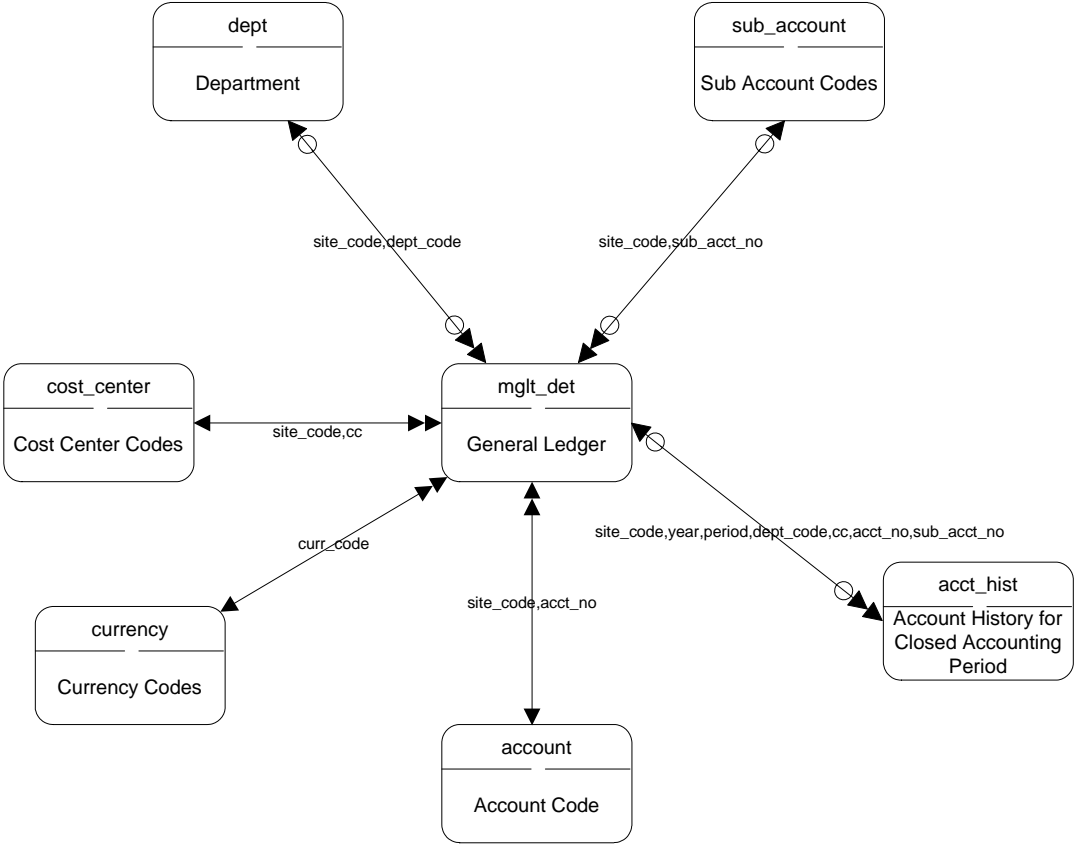 dept
Department
sub_account
Sub Account Codes
site_code,dept_code
site_code,sub_acct_no
cost_center
Cost Center Codes
site_code,cc
mglt_det
General Ledger
curr_code
site_code,year,period,dept_code,cc,acct_no,sub_acct_no
site_code,acct_no
acct_hist
Account History for
Closed Accounting
Period
currency
Currency Codes
account
Account Code